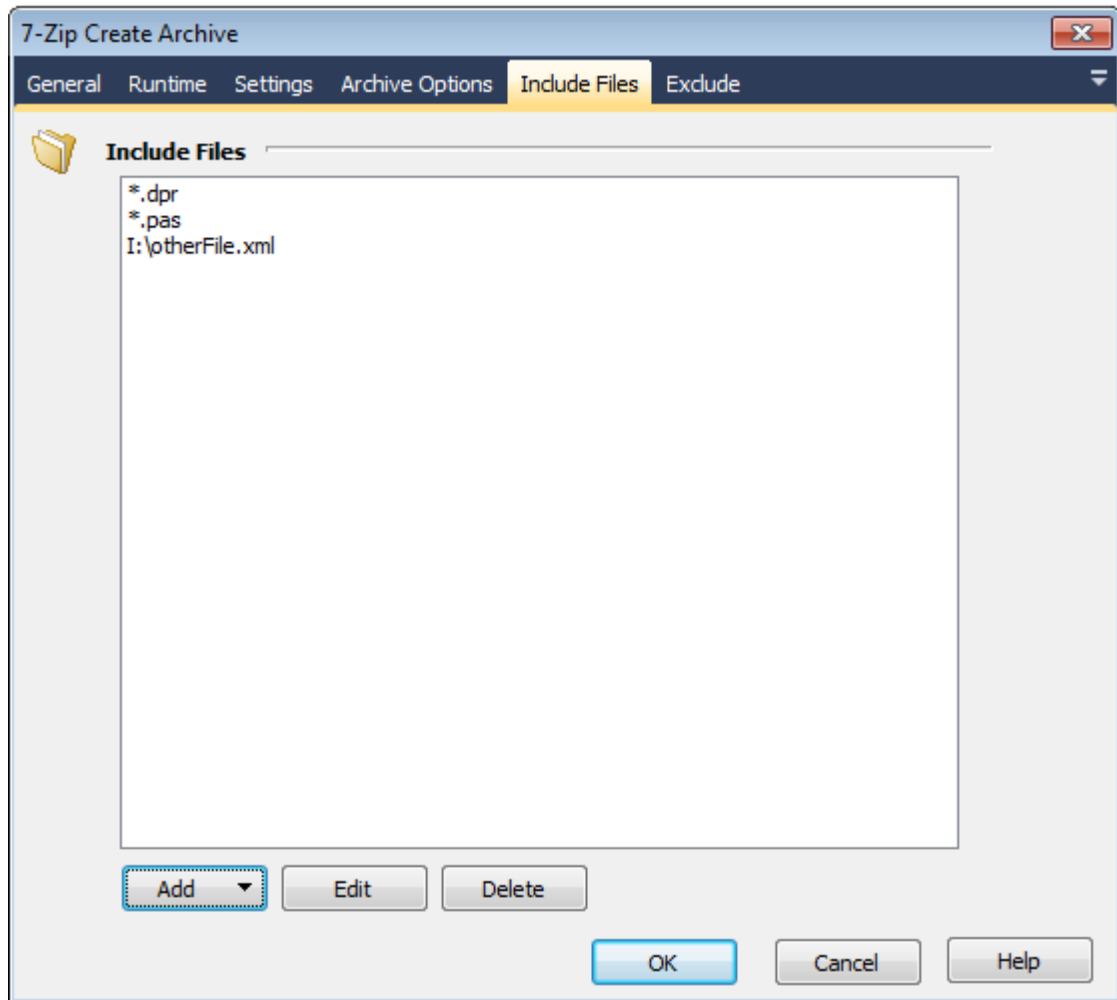 7-Zip Create Archive
General Runtime Settings Archive Options Include Files Exclude
Include Files
*.dpr
*.pas
I:\otherFile.xml
Add Edit Delete
OK Cancel Help